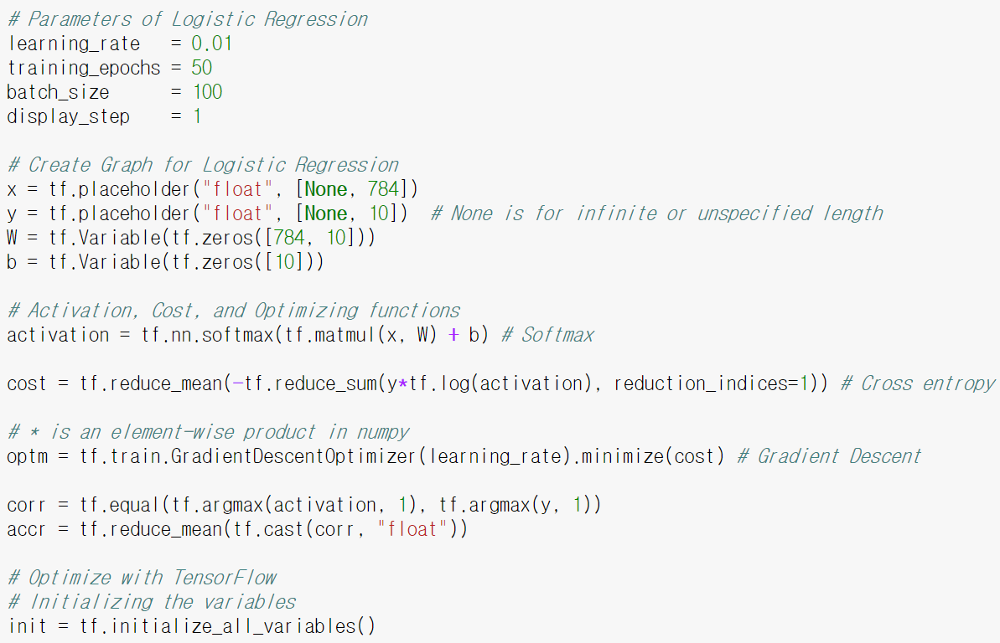 # Parameters of Logistic Regression
learning_rate   = 0.01
training_epochs = 50
batch_size      = 100
display_step    = 1
# Create Graph for Logistic Regression
x = tf.placeholder("float", [None, 784])
y = tf.placeholder("float", [None, 10])  # None is for infinite or unspecified length
W = tf.Variable(tf.zeros([784, 10]))
b = tf.Variable(tf.zeros([10]))
# Activation, Cost, and Optimizing functions
activation = tf.nn.softmax(tf.matmul(x, W) + b) # Softmax
cost = tf.reduce_mean(-tf.reduce_sum(y*tf.log(activation), reduction_indices=1)) # Cross entropy
# * is an element-wise product in numpy
optm = tf.train.GradientDescentOptimizer(learning_rate).minimize(cost) # Gradient Descent
corr = tf.equal(tf.argmax(activation, 1), tf.argmax(y, 1))
accr = tf.reduce_mean(tf.cast(corr, "float"))
# Optimize with TensorFlow
# Initializing the variables
init = tf.initialize_all_variables()